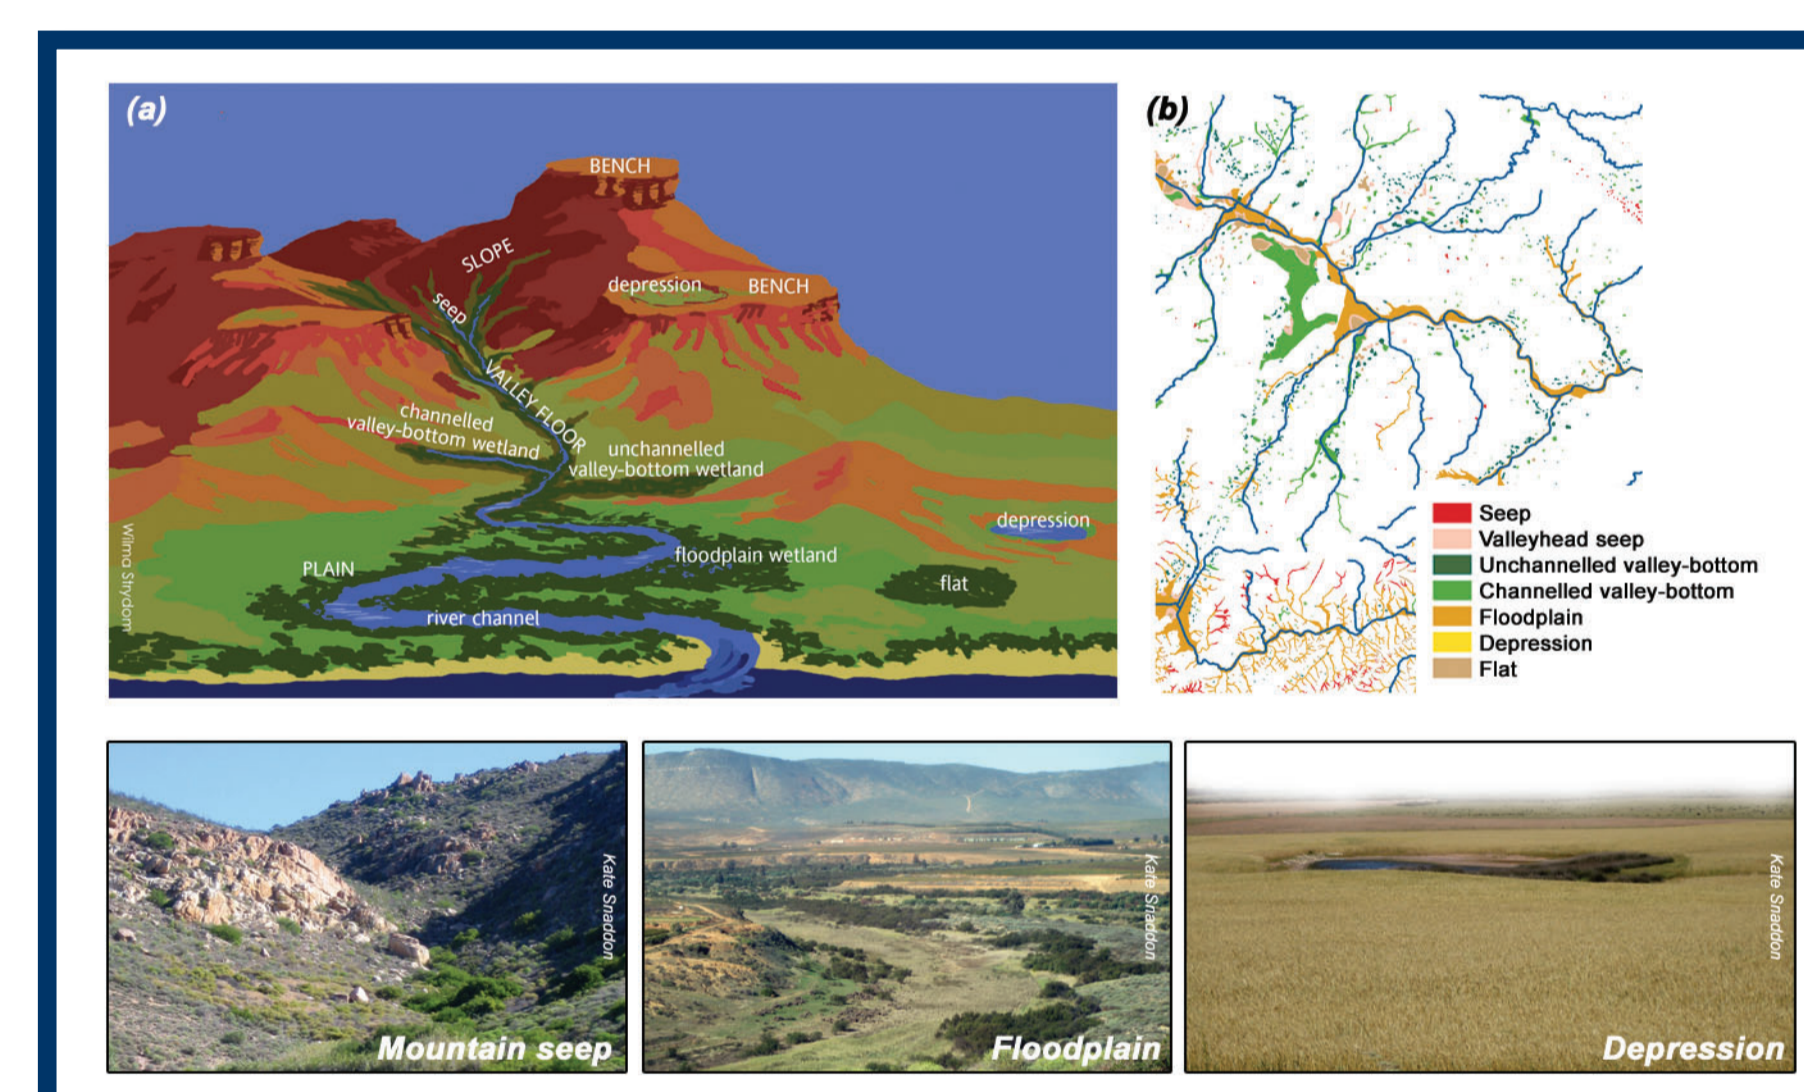 (a)
BENCH
SLOPE
seep
depression
BENCH
VALLEY FLOOR
channelled
valley-bottom wetland
unchannelled
valley-bottom wetland
depression
floodplain wetland
PLAIN
flat
river channel
Wilma Strydom
(b)
Seep
Valleyhead seep
Unchannelled valley-bottom
Channelled valley-bottom
Floodplain
Depression
Flat
Kate Snaddon
Mountain seep
Kate Snaddon
Floodplain
Kate Snaddon
Depression